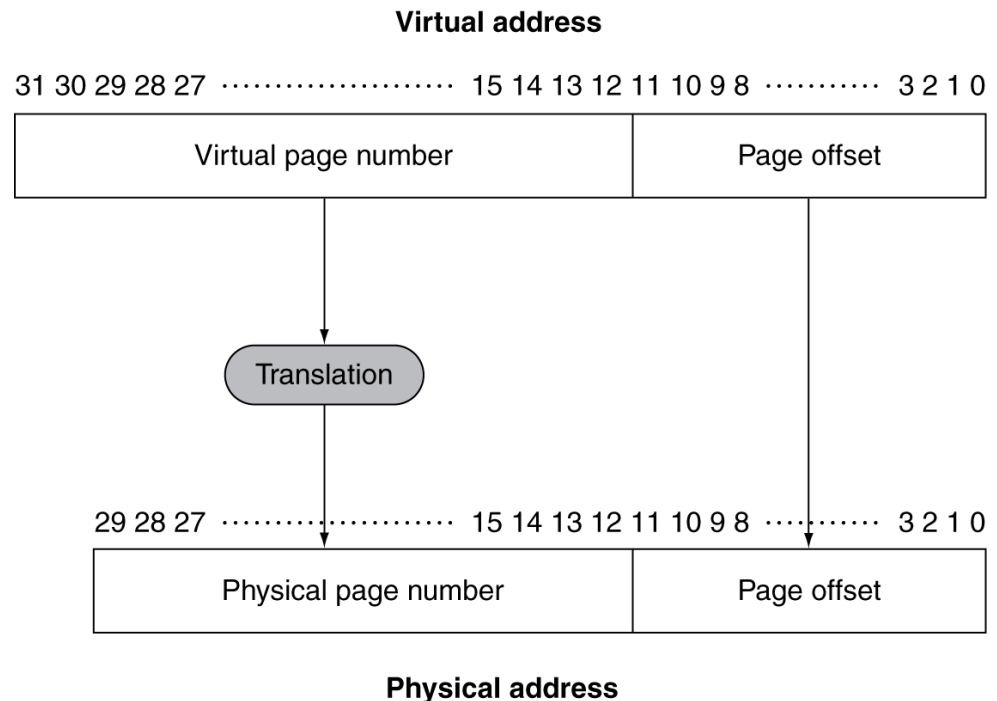 Virtual address
31 30 29 28 27 ······················ 15 14 13 12 11 10 9 8 ··········· 3 2 1 0
Virtual page number Page offset
Translation
29 28 27 ······················ 15 14 13 12 11 10 9 8 ··········· 3 2 1 0
Physical page number Page offset
Physical address